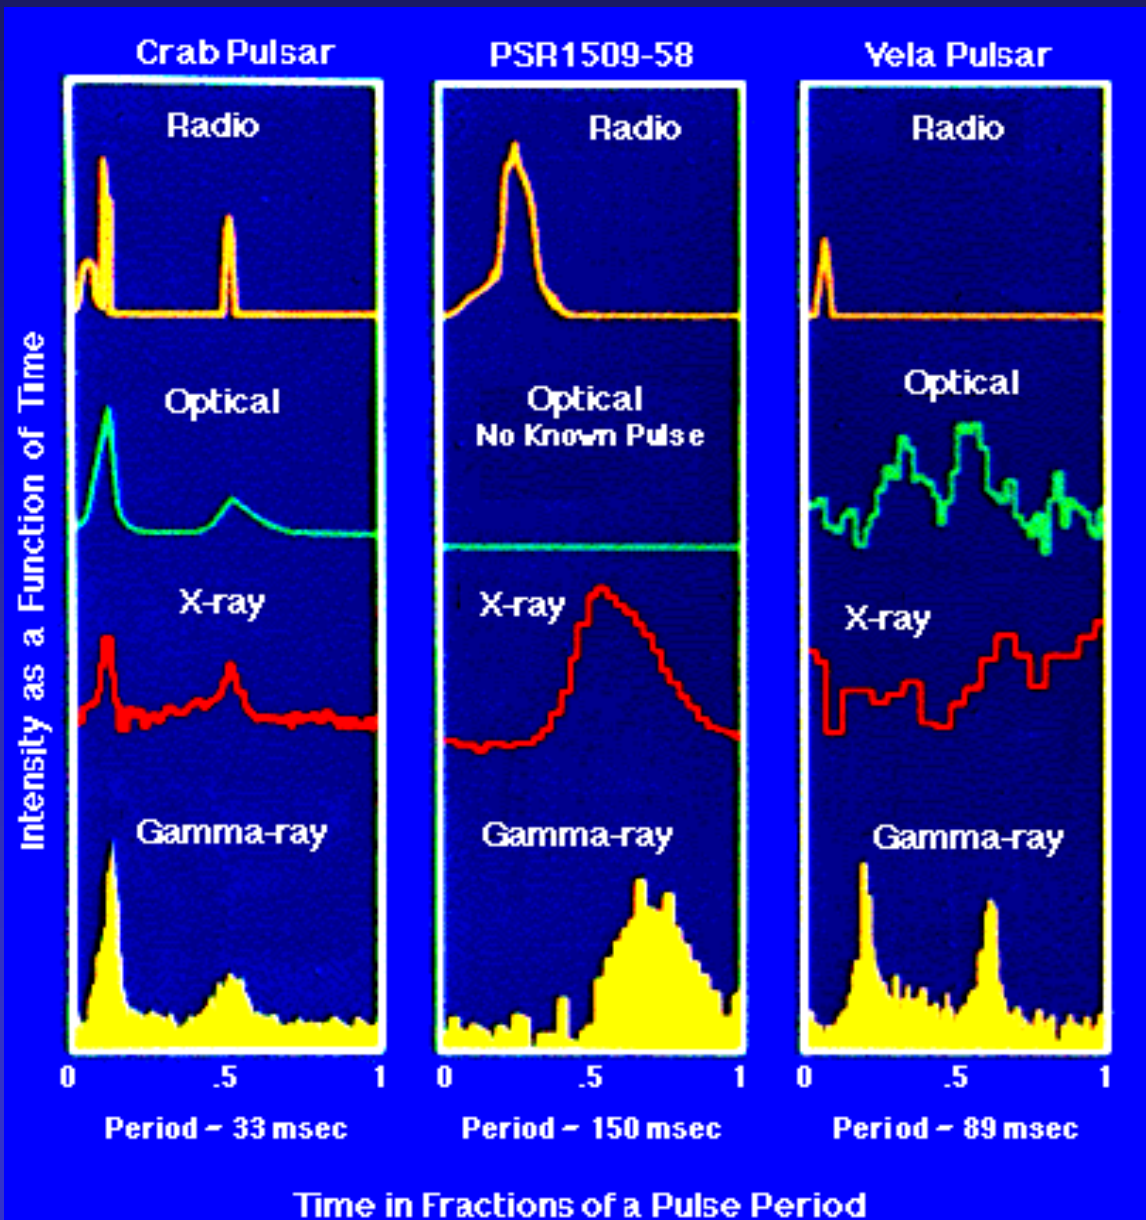 Crab Pulsar
PSR1509-58
Vela Pulsar
Radio
Radio
Radio
Optical
Optical
No Known Pulse
Optical
X-ray
X-ray
X-ray
Gamma-ray
Gamma-ray
Gamma-ray
Intensity as a Function of Time
0 .5 1
0 .5 1
0 .5 1
Period ~ 33 msec
Period ~ 150 msec
Period ~ 89 msec
Time in Fractions of a Pulse Period